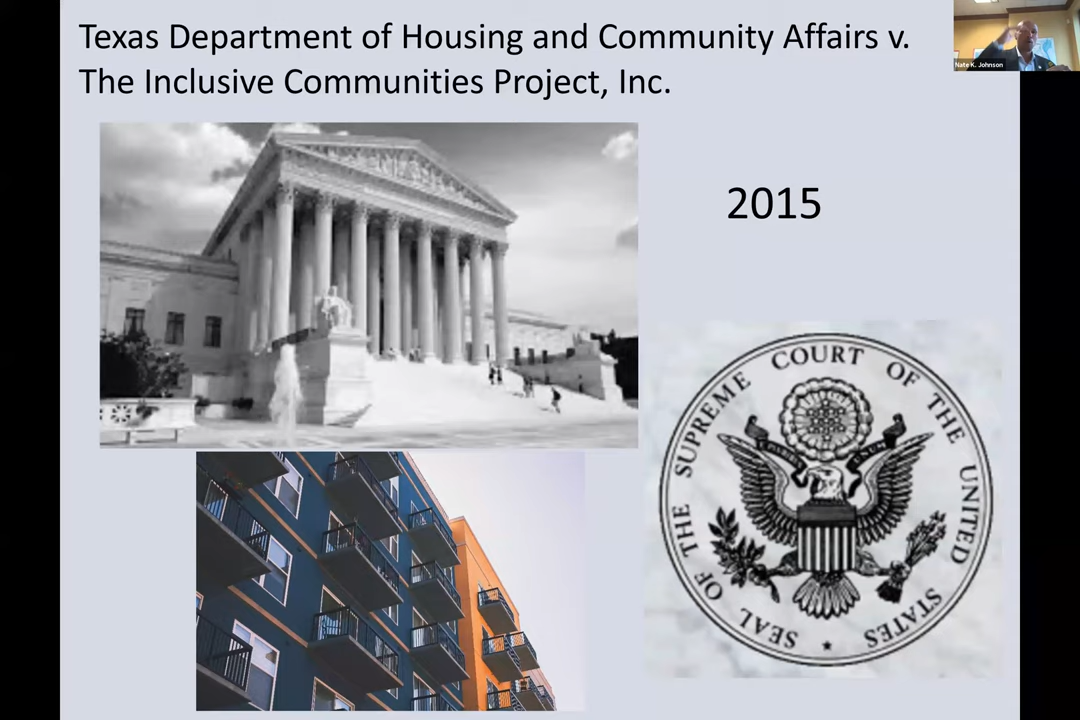 Texas Department of Housing and Community Affairs v.
The Inclusive Communities Project, Inc.
Nate K. Johnson
2015
SEAL OF THE SUPREME COURT OF THE UNITED STATES
UNUM